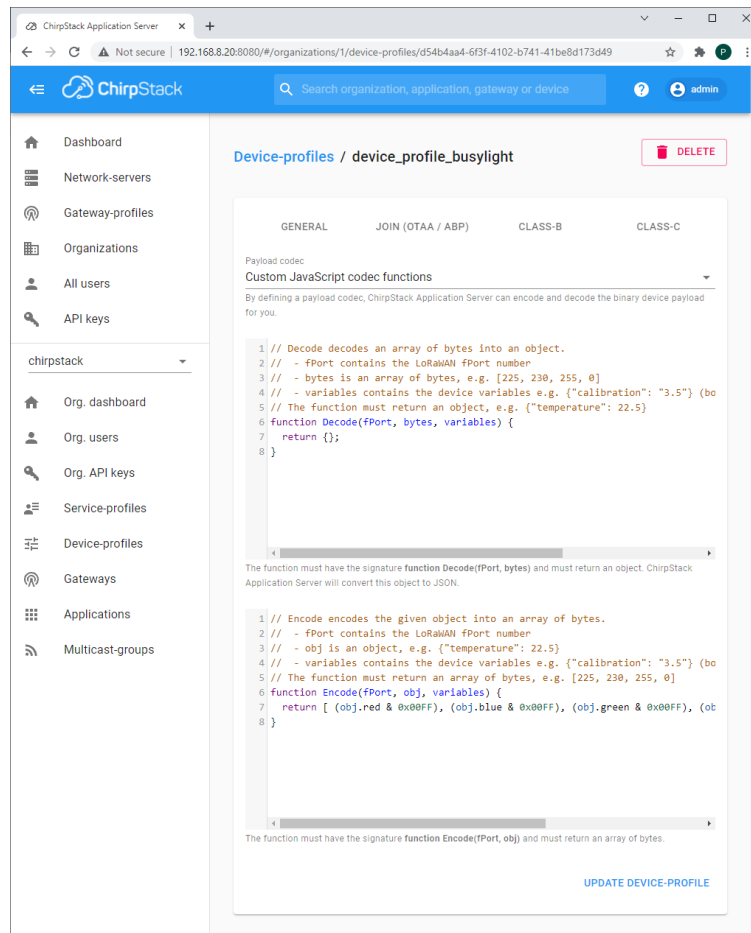 ChirpStack Application Server
Not secure | 192.168.8.20:8080/#/organizations/1/device-profiles/d54b4aa4-6f3f-4102-b741-41be8d173d49
P
ChirpStack
Search organization, application, gateway or device
? admin
Dashboard
Network-servers
Gateway-profiles
Organizations
All users
API keys
chirpstack
Org. dashboard
Org. users
Org. API keys
Service-profiles
Device-profiles
Gateways
Applications
Multicast-groups
Device-profiles / device_profile_busylight
DELETE
GENERAL JOIN (OTAA / ABP) CLASS-B CLASS-C
Payload codec
Custom JavaScript codec functions
By defining a payload codec, ChirpStack Application Server can encode and decode the binary device payload
for you.
1 // Decode decodes an array of bytes into an object.
2 //  - fPort contains the LoRaWAN fPort number
3 //  - bytes is an array of bytes, e.g. [225, 230, 255, 0]
4 //  - variables contains the device variables e.g. {"calibration": "3.5"} (bo
5 // The function must return an object, e.g. {"temperature": 22.5}
6 function Decode(fPort, bytes, variables) {
7   return {};
8 }
The function must have the signature function Decode(fPort, bytes) and must return an object. ChirpStack
Application Server will convert this object to JSON.
1 // Encode encodes the given object into an array of bytes.
2 //  - fPort contains the LoRaWAN fPort number
3 //  - obj is an object, e.g. {"temperature": 22.5}
4 //  - variables contains the device variables e.g. {"calibration": "3.5"} (bo
5 // The function must return an array of bytes, e.g. [225, 230, 255, 0]
6 function Encode(fPort, obj, variables) {
7   return [ (obj.red & 0x00FF), (obj.blue & 0x00FF), (obj.green & 0x00FF), (ob
8 }
The function must have the signature function Encode(fPort, obj) and must return an array of bytes.
UPDATE DEVICE-PROFILE